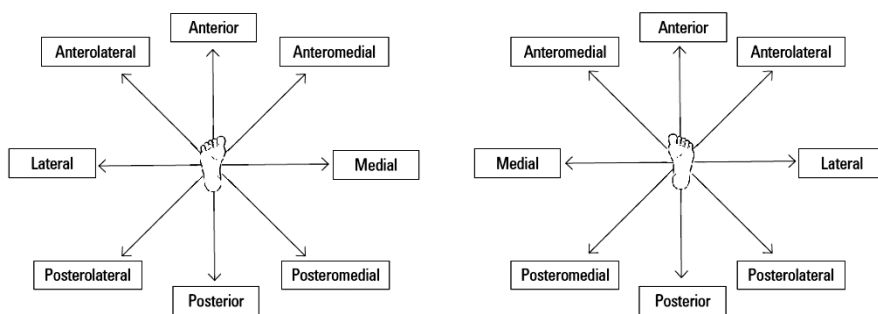 Anterior
Anterolateral
Anteromedial
Lateral
Medial
Posterolateral
Posteromedial
Posterior
Anterior
Anteromedial
Anterolateral
Medial
Lateral
Posteromedial
Posterolateral
Posterior